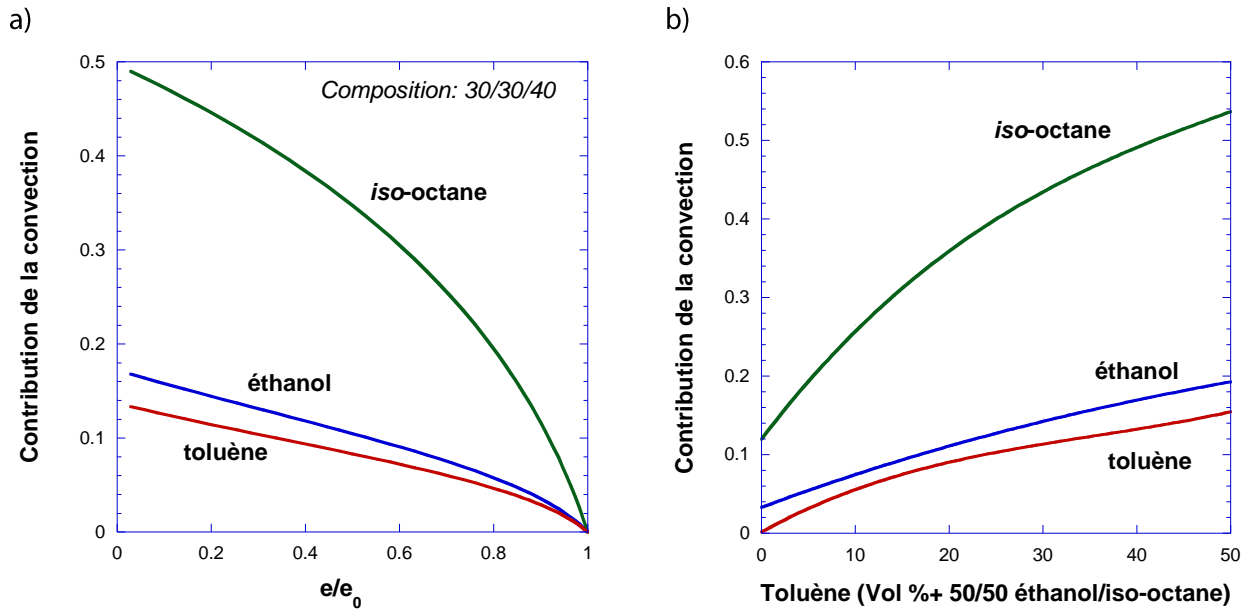 a)
Contribution de la convection
0.5
0.4
0.3
0.2
0.1
0
Composition: 30/30/40
iso-octane
éthanol
toluène
0 0.2 0.4 0.6 0.8 1
e/e0
b)
Contribution de la convection
0.6
0.5
0.4
0.3
0.2
0.1
0
iso-octane
éthanol
toluène
0 10 20 30 40 50
Toluène (Vol %+ 50/50 éthanol/iso-octane)